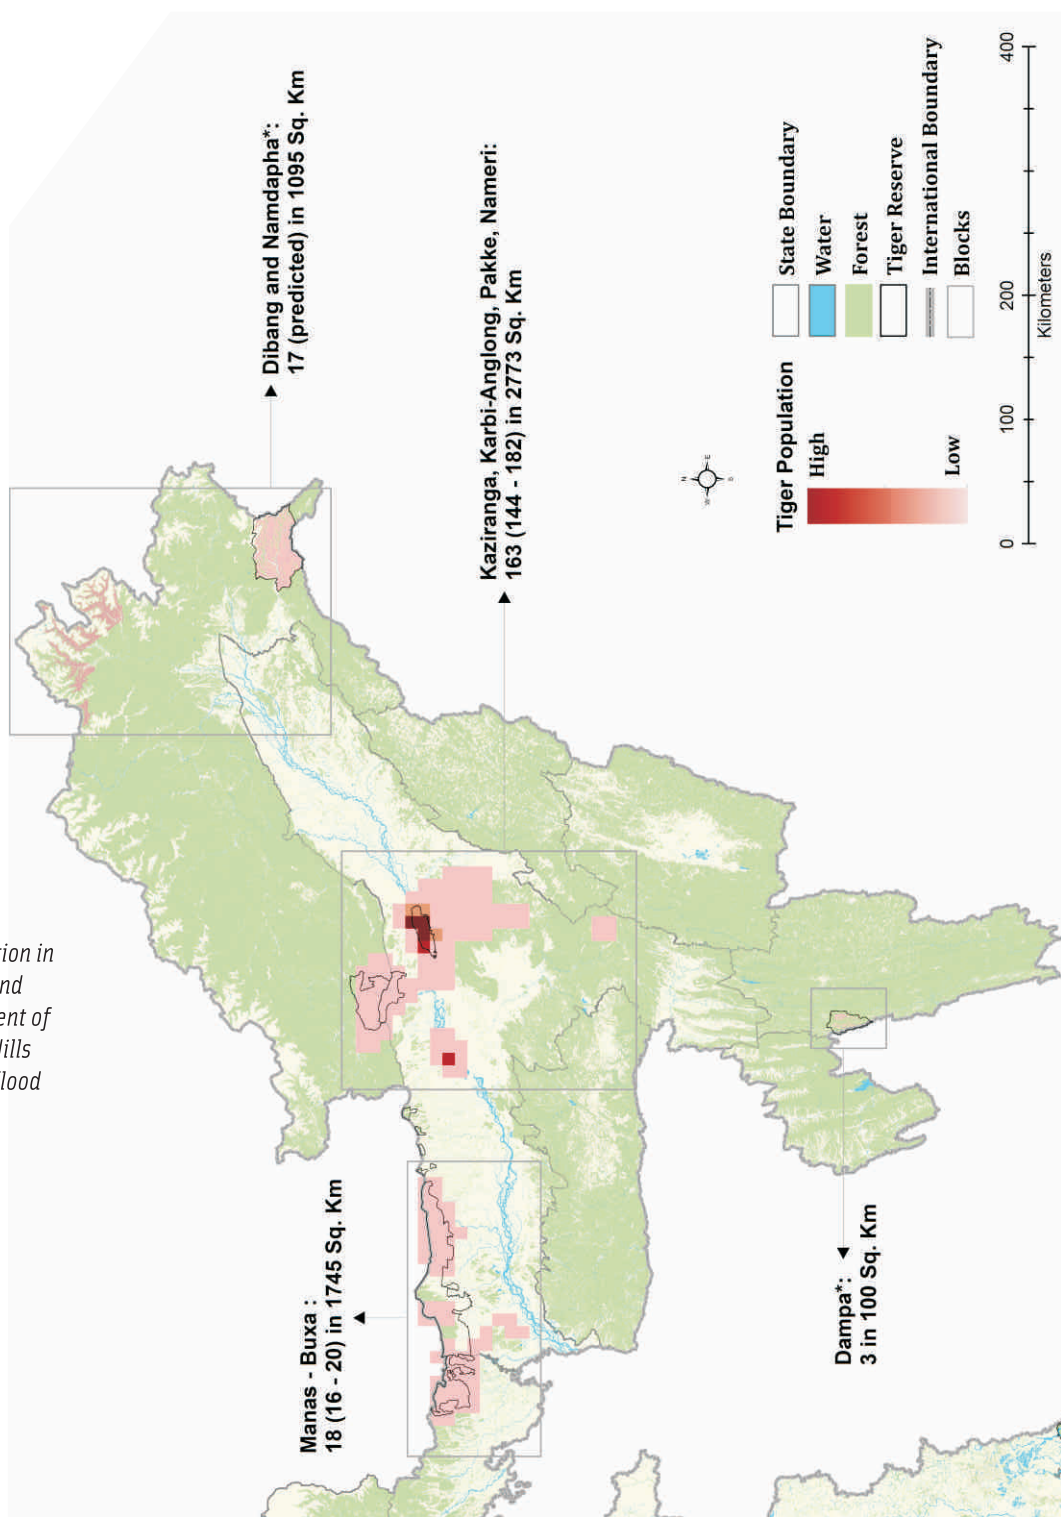 Dibang and Namdapha*:
17 (predicted) in 1095 Sq. Km
Kaziranga, Karbi-Anglong, Pakke, Nameri:
163 (144 - 182) in 2773 Sq. Km
Manas - Buxa :
18 (16 - 20) in 1745 Sq. Km
Dampa*:
3 in 100 Sq. Km
N
E
S
W
Tiger Population
High
Low
State Boundary
Water
Forest
Tiger Reserve
International Boundary
Blocks
0 100 200 400
Kilometers
tion in
nd
ent of
Hills
flood